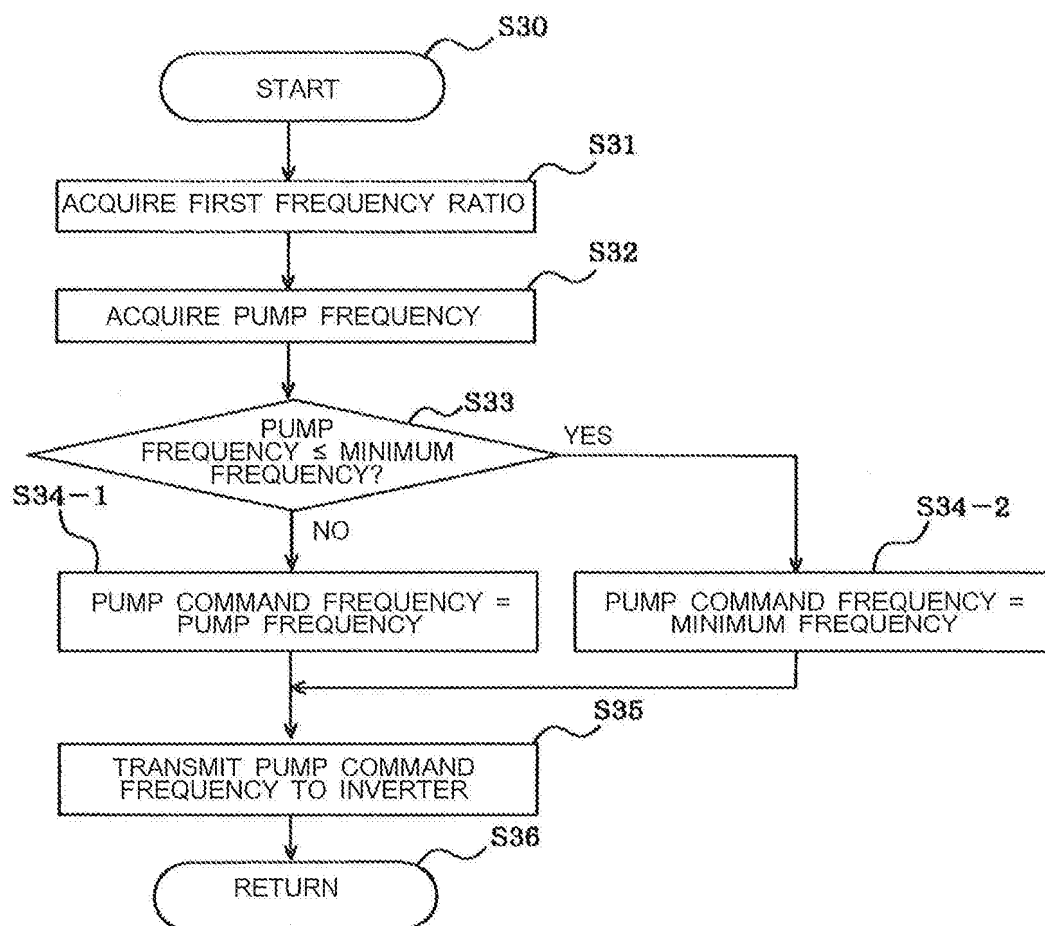 S30
START
S31
ACQUIRE FIRST FREQUENCY RATIO
S32
ACQUIRE PUMP FREQUENCY
S33
PUMP
FREQUENCY ≤ MINIMUM
FREQUENCY?
YES
S34-1
NO
S34-2
PUMP COMMAND FREQUENCY =
PUMP FREQUENCY
PUMP COMMAND FREQUENCY =
MINIMUM FREQUENCY
S35
TRANSMIT PUMP COMMAND
FREQUENCY TO INVERTER
S36
RETURN